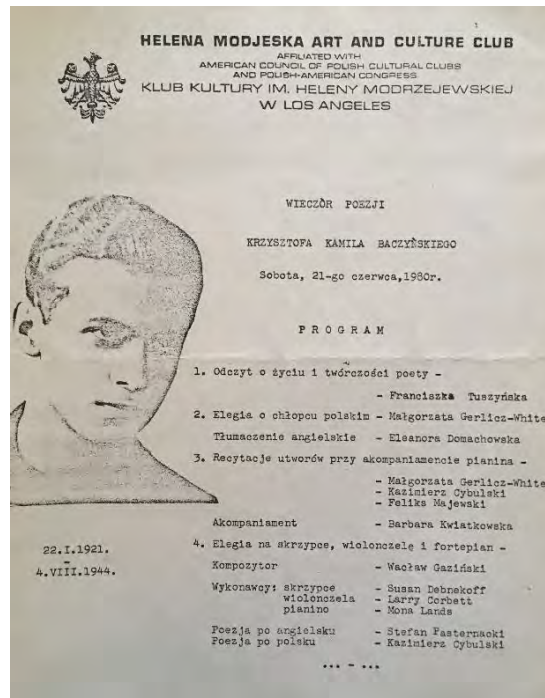 HELENA MODJESKA ART AND CULTURE CLUB
AFFILIATED WITH
AMERICAN COUNCIL OF POLISH CULTURAL CLUBS
AND POLISH-AMERICAN CONGRESS
KLUB KULTURY IM. HELENY MODRZEJEWSKIEJ
W LOS ANGELES
WIECZÒR POEZJI
KRZYSZTOFA KAMILA BACZYŃSKIEGO
Sobota, 21-go czerwca,1980r.
P R O G R A M
1. Odczyt o życiu i twórczości poety -
- Franciszka Tuszyńska
2. Elegia o chłopcu polskim - Małgorzata Gerlicz-White
Tłumaczenie angielskie - Eleanora Domachowska
3. Recytacje utworów przy akompaniamencie pianina -
- Małgorzata Gerlicz-White
- Kazimierz Cybulski
- Feliks Majewski
Akompaniament - Barbara Kwiatkowska
22.I.1921.
-
4.VIII.1944.
4. Elegia na skrzypce, wiolonczelę i fortepian -
Kompozytor - Wacław Gaziński
Wykonawcy: skrzypce - Susan Debnekoff
wiolonczela - Larry Corbett
pianino - Mona Lands
Poezja po angielsku - Stefan Pasternacki
Poezja po polsku - Kazimierz Cybulski
... - ...